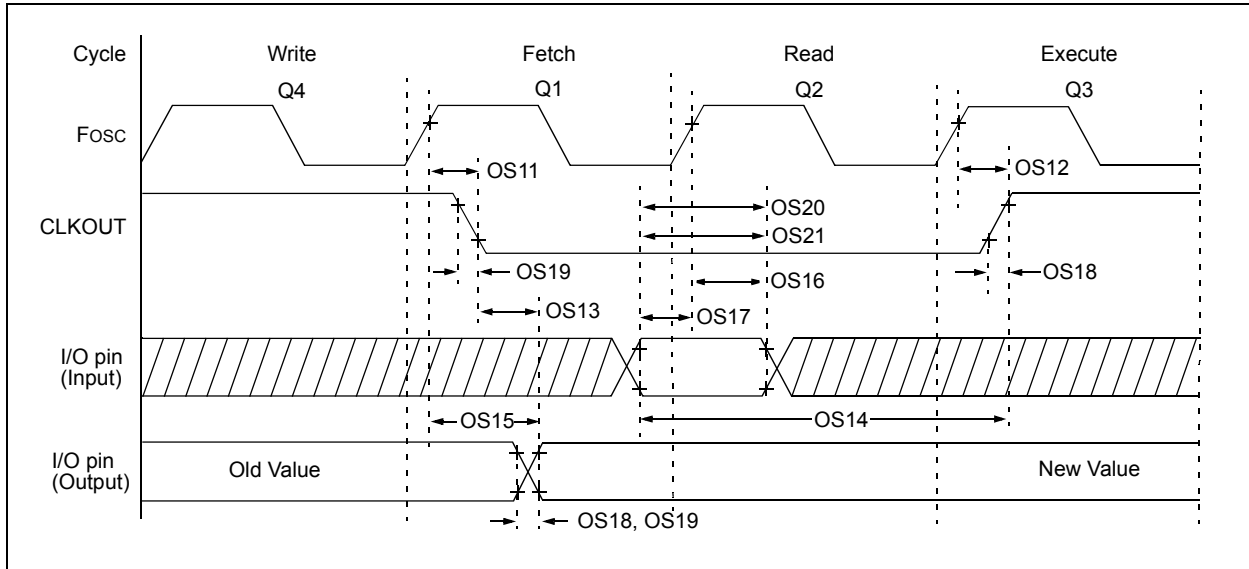 Cycle Write Fetch Read Execute
Q4 Q1 Q2 Q3
FOSC
OS11 OS12
OS20
CLKOUT OS21
OS19 OS16 OS18
OS13 OS17
I/O pin
(Input)
OS15 OS14
I/O pin
(Output)
Old Value New Value
OS18, OS19